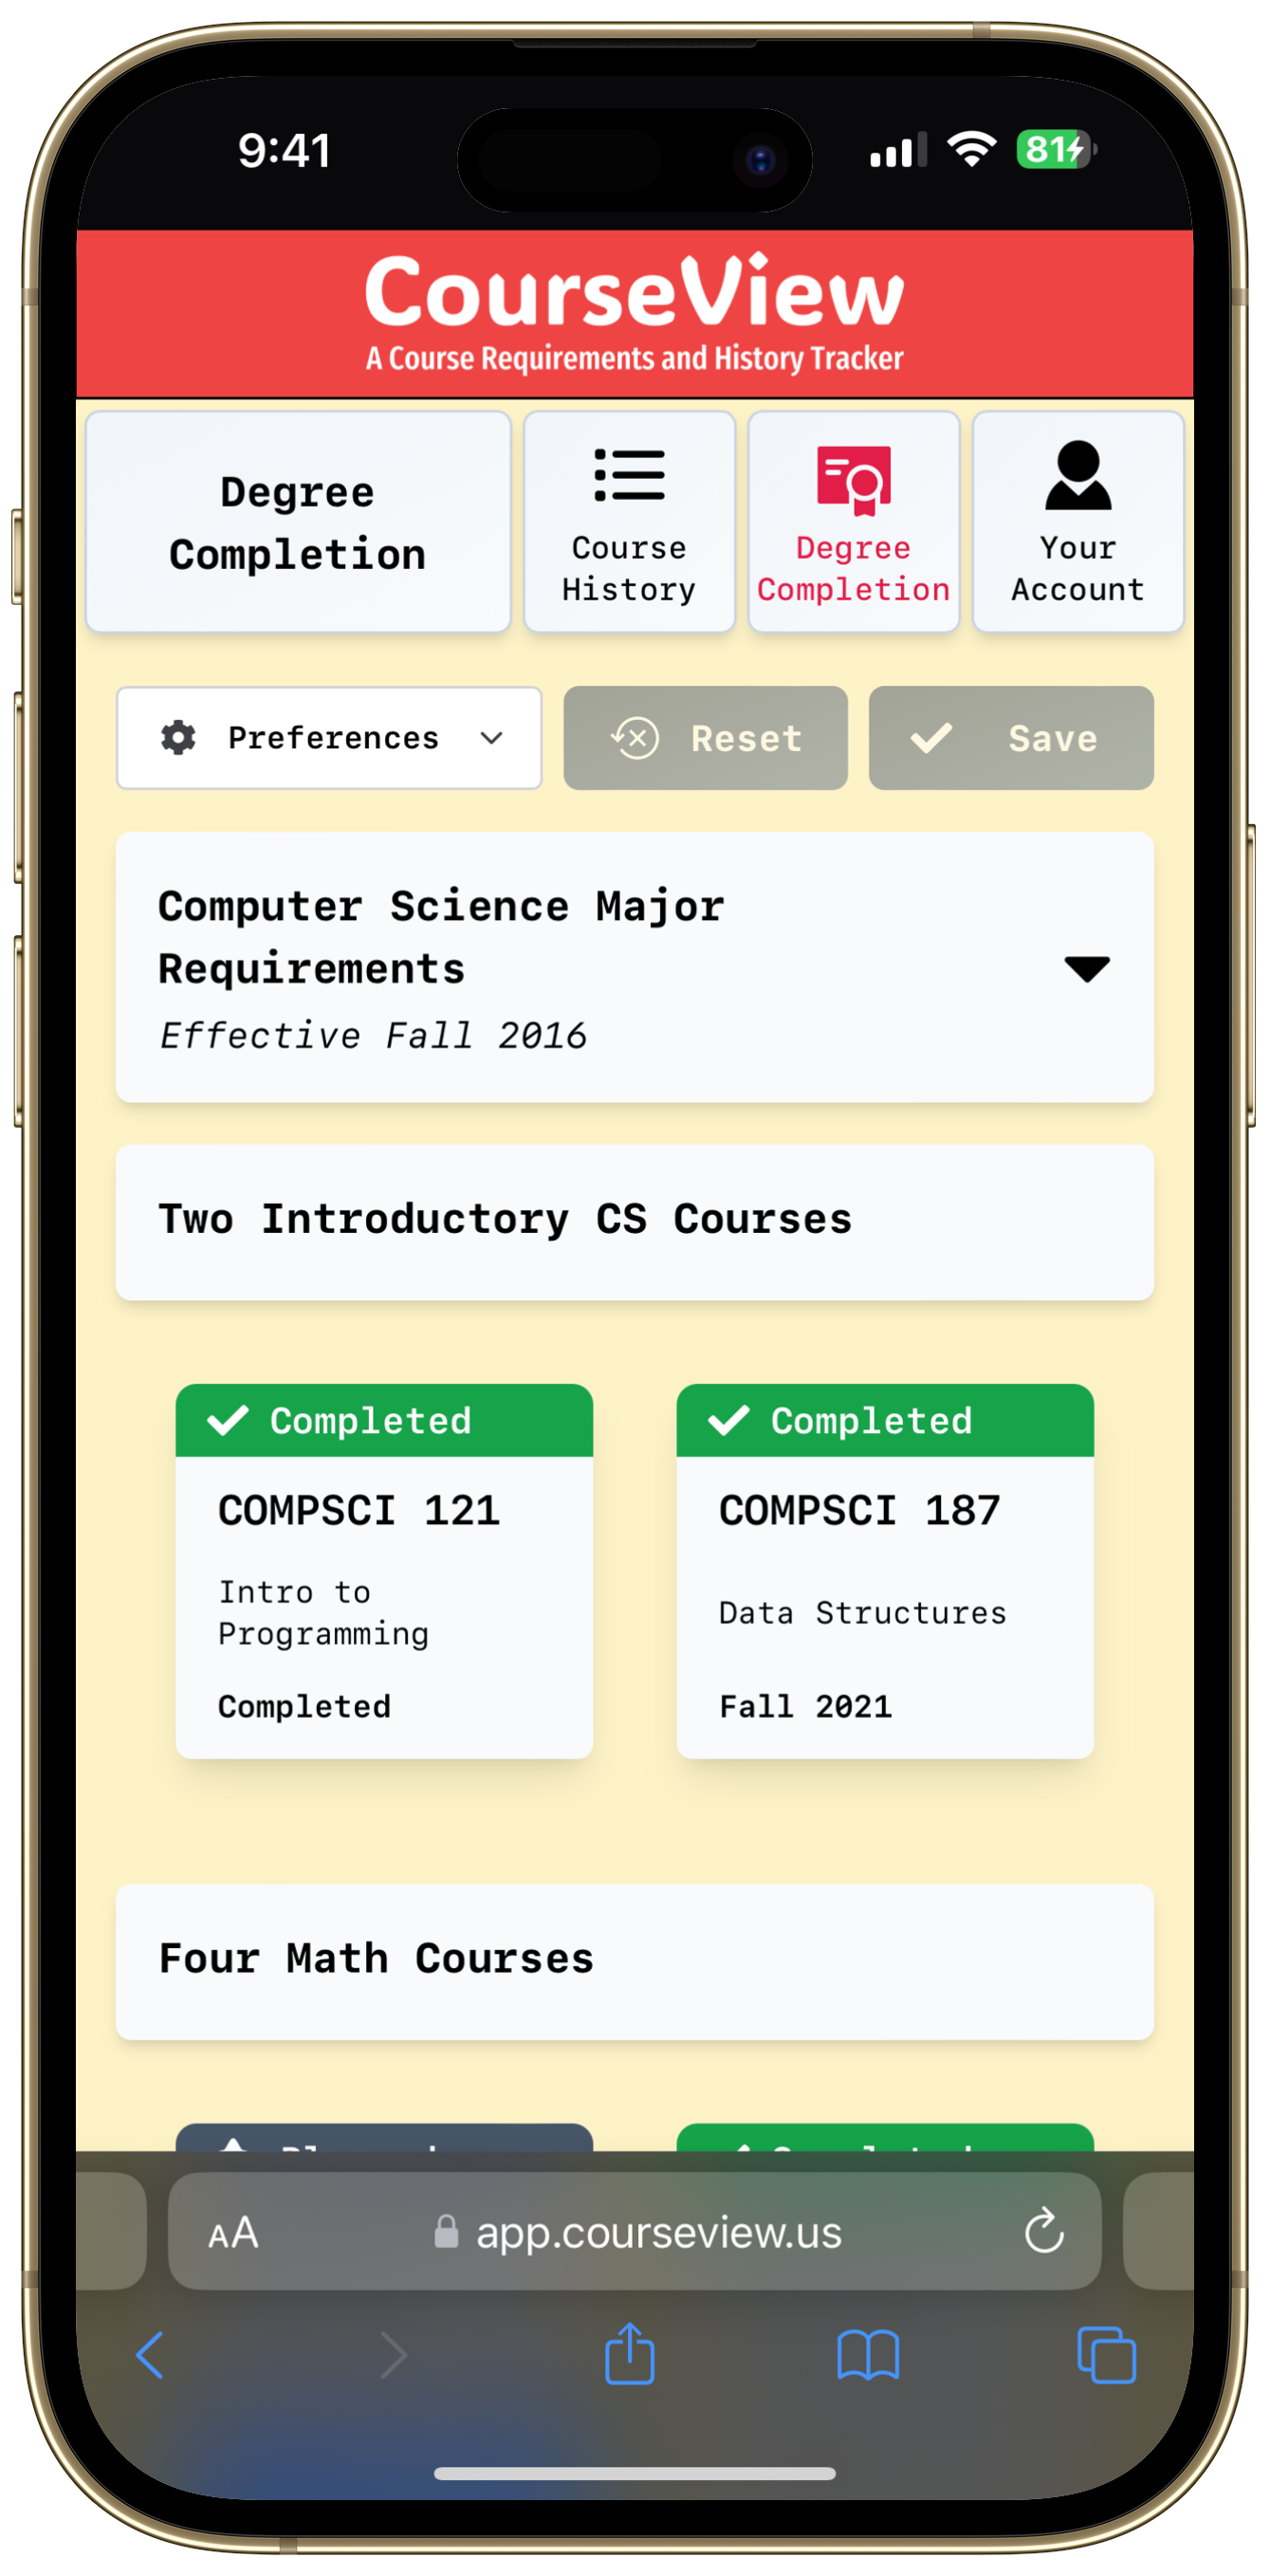 9:41
81
CourseView
A Course Requirements and History Tracker
Degree
Completion
Course
History
Degree
Completion
Your
Account
Preferences
Reset
Save
Computer Science Major
Requirements
Effective Fall 2016
Two Introductory CS Courses
Completed
Completed
COMPSCI 121
COMPSCI 187
Intro to
Programming
Data Structures
Completed
Fall 2021
Four Math Courses
AA
app.courseview.us